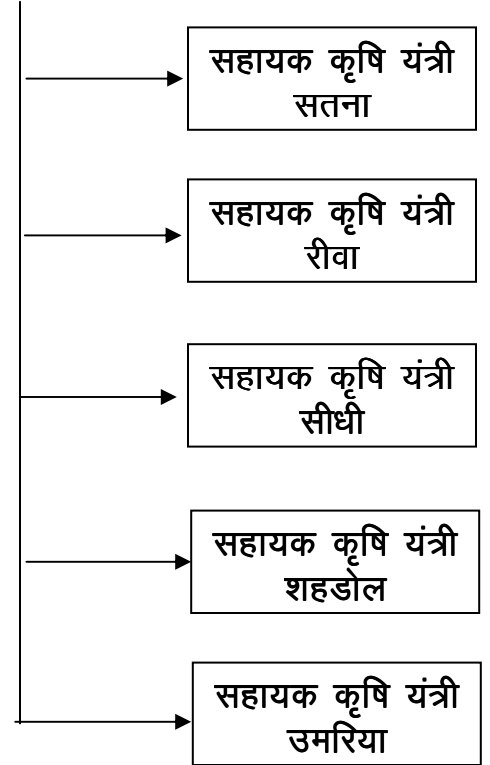 सहायक कृषि यंत्री
सतना
सहायक कृषि यंत्री
रीवा
सहायक कृषि यंत्री
सीधी
सहायक कृषि यंत्री
शहडोल
सहायक कृषि यंत्री
उमरिया